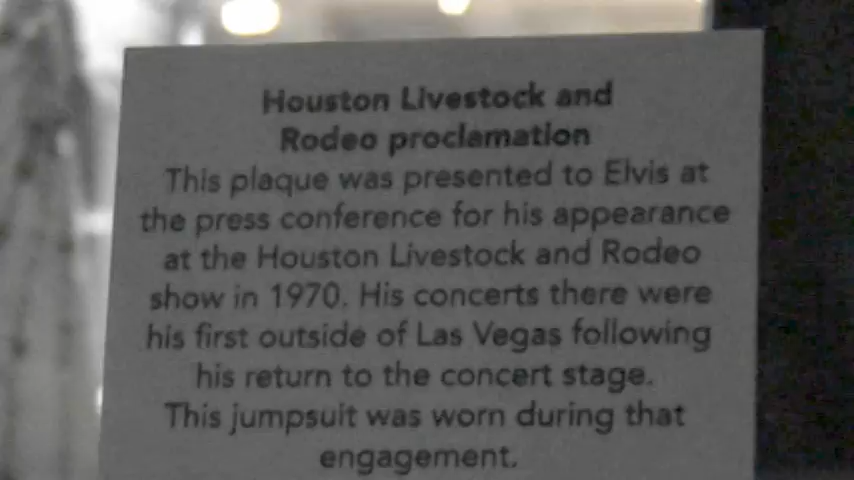 Houston Livestock and
Rodeo proclamation
This plaque was presented to Elvis at
the press conference for his appearance
at the Houston Livestock and Rodeo
show in 1970. His concerts there were
his first outside of Las Vegas following
his return to the concert stage.
This jumpsuit was worn during that
engagement.